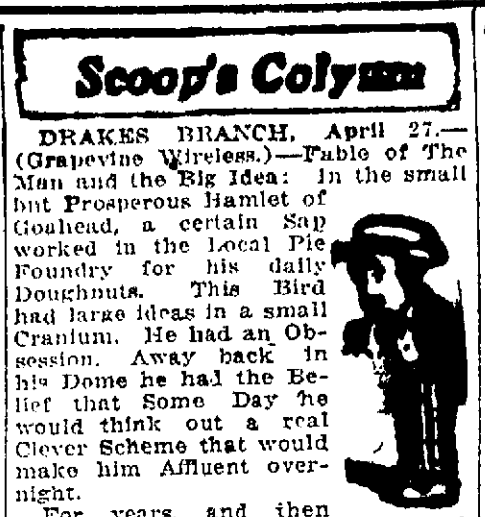 Scoop's Colyum
DRAKES BRANCH, April 27.—
(Grapevine Wireless.)—Fable of The
Man and the Big Idea: In the small
but Prosperous Hamlet of
Goahead, a certain Sap
worked in the Local Pie
Foundry for his daily
Doughnuts. This Bird
had large ideas in a small
Cranium. He had an Ob-
session. Away back in
his Dome he had the Be-
lief that Some Day he
would think out a real
Clever Scheme that would
make him Affluent over-
night.
For years and then